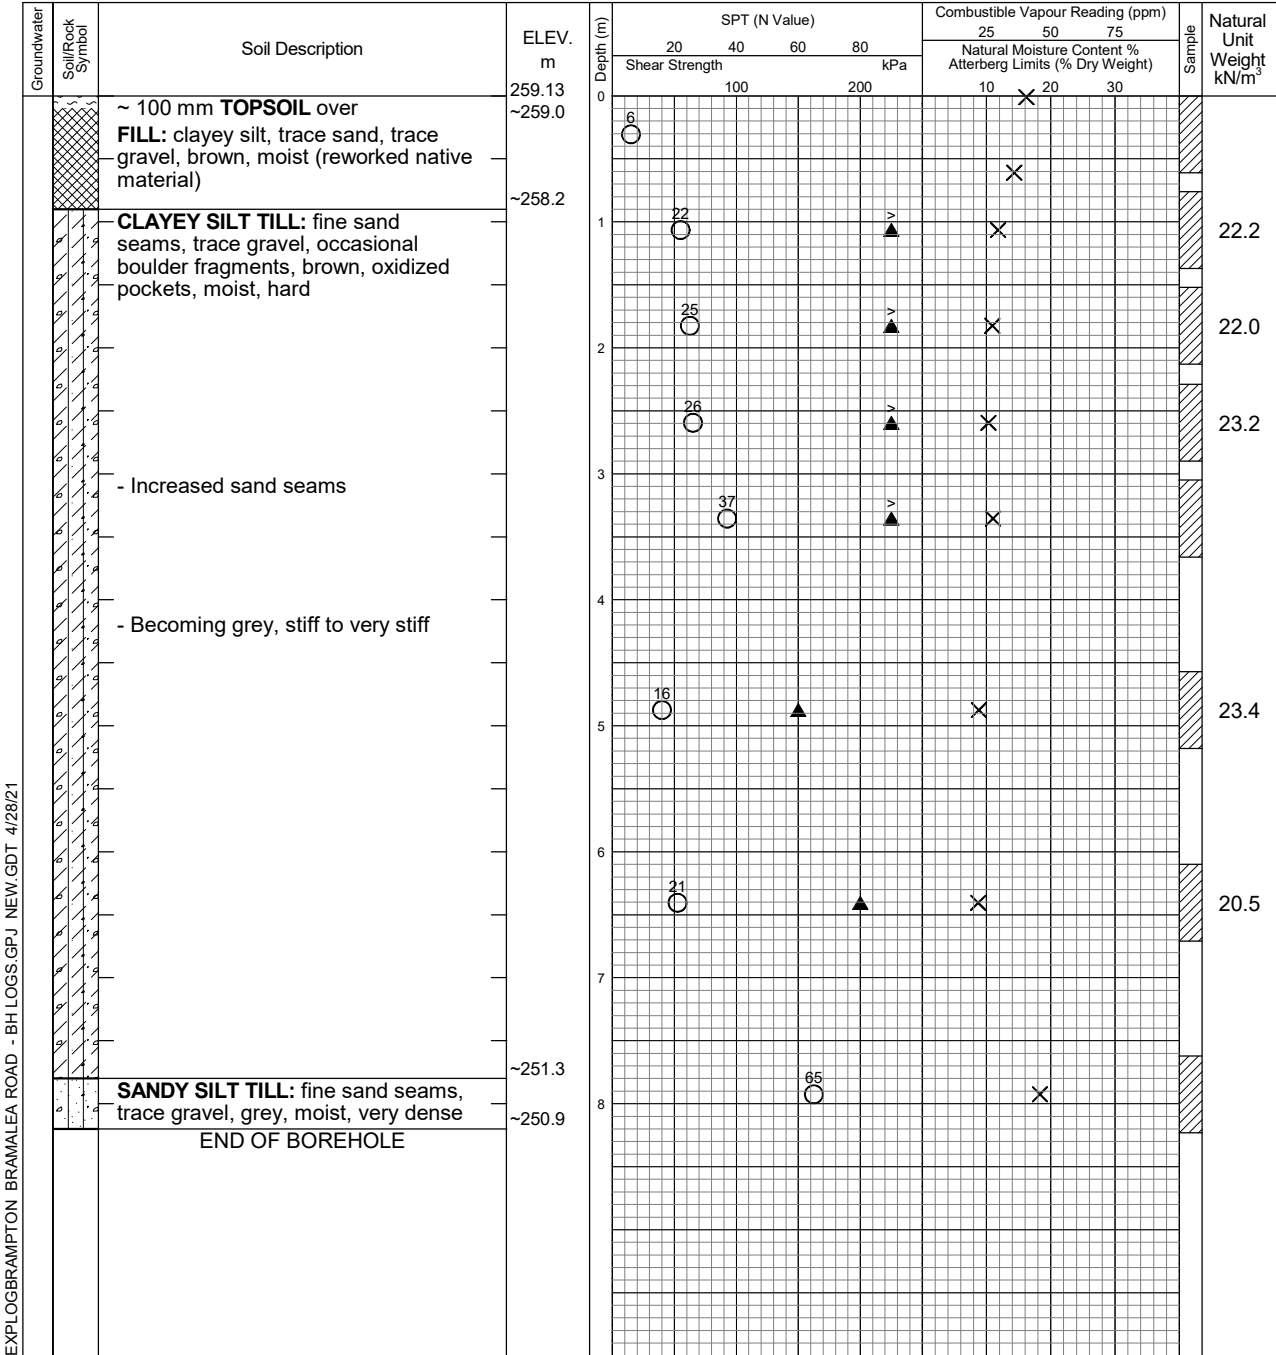 Groundwater
Soil/Rock
Symbol
Soil Description
ELEV.
m
259.13
Depth (m)
SPT (N Value)
20 40 60 80
Shear Strength kPa
100 200
Combustible Vapour Reading (ppm)
25 50 75
Natural Moisture Content %
Atterberg Limits (% Dry Weight)
10 20 30
Sample
Natural
Unit
Weight
kN/m³
0
~ 100 mm TOPSOIL over
~259.0
FILL: clayey silt, trace sand, trace
gravel, brown, moist (reworked native
material)
6
~258.2
CLAYEY SILT TILL: fine sand
seams, trace gravel, occasional
boulder fragments, brown, oxidized
pockets, moist, hard
1
22
>
22.2
25
>
22.0
2
26
>
23.2
3
- Increased sand seams
37
>
4
- Becoming grey, stiff to very stiff
16
23.4
5
6
21
20.5
7
~251.3
SANDY SILT TILL: fine sand seams,
trace gravel, grey, moist, very dense
65
8
~250.9
END OF BOREHOLE
EXPLOGBRAMPTON BRAMALEA ROAD - BH LOGS.GPJ NEW.GDT 4/28/21